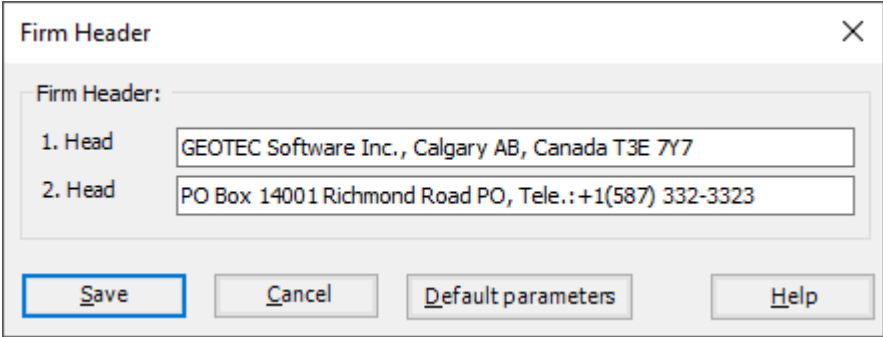 Firm Header
Firm Header:
1. Head GEOTEC Software Inc., Calgary AB, Canada T3E 7Y7
2. Head PO Box 14001 Richmond Road PO, Tele.:+1(587) 332-3323
Save Cancel Default parameters Help